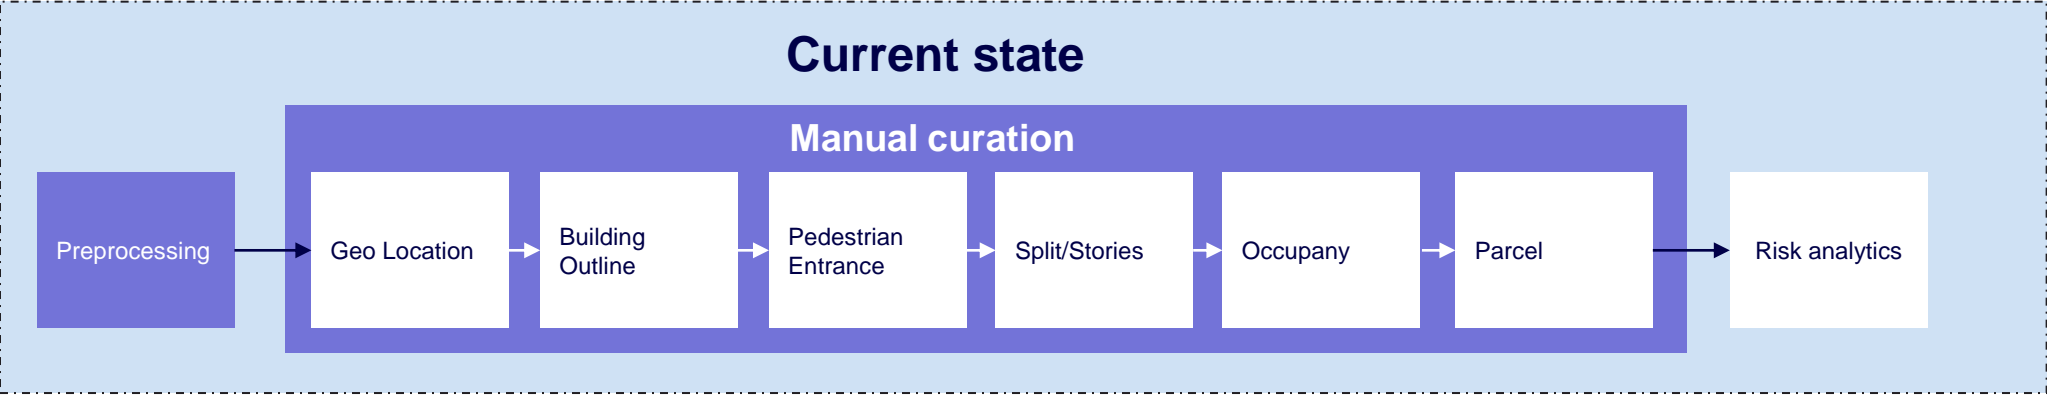 Current state
Manual curation
Preprocessing
Geo Location
Building
Outline
Pedestrian
Entrance
Split/Stories
Occupany
Parcel
Risk analytics